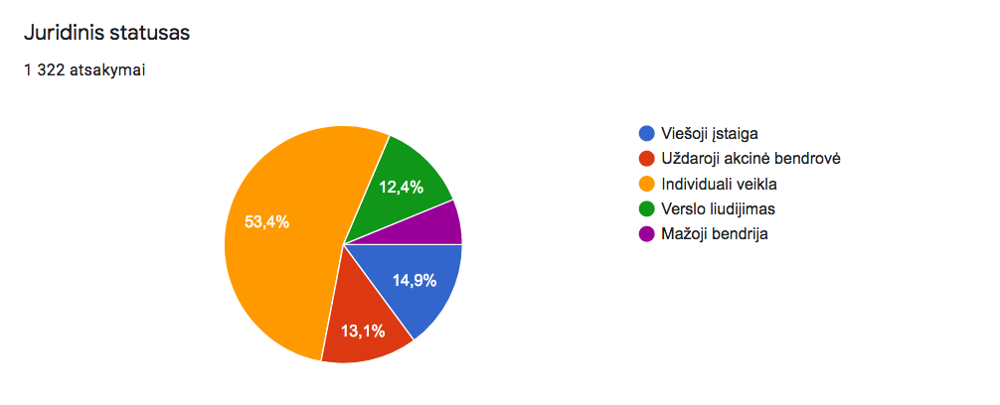 Juridinis statusas
1 322 atsakymai
53,4%
12,4%
14,9%
13,1%
Viešoji įstaiga
Uždaroji akcinė bendrovė
Individuali veikla
Verslo liudijimas
Mažoji bendrija